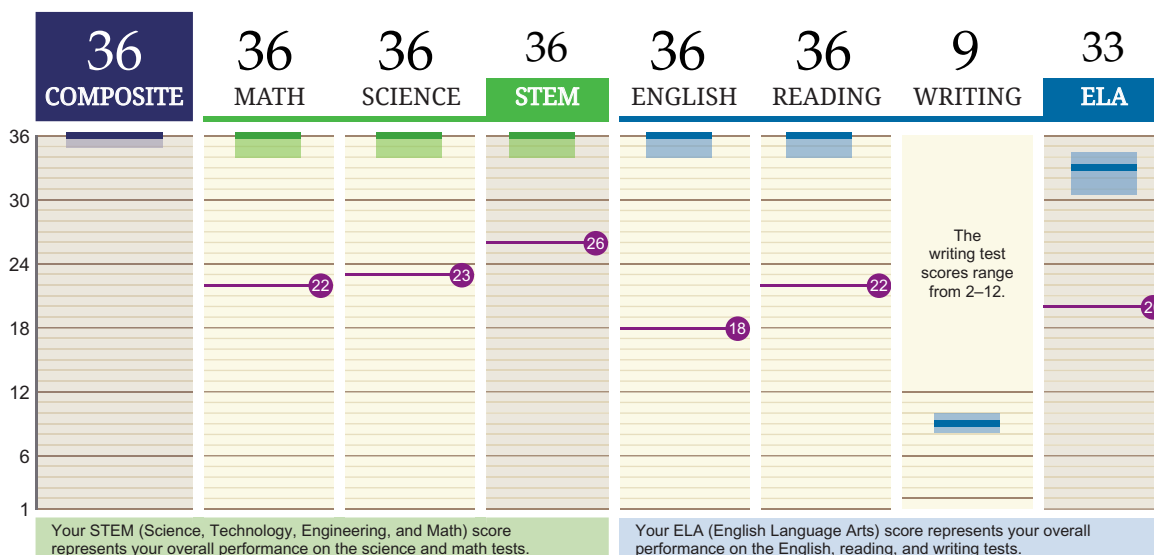 36 36 36 36 36 36 9 33
COMPOSITE MATH SCIENCE STEM ENGLISH READING WRITING ELA
36
30
24
18
12
6
1
22
23
26
18
22
The
writing test
scores range
from 2–12.
Your STEM (Science, Technology, Engineering, and Math) score
represents your overall performance on the science and math tests.
Your ELA (English Language Arts) score represents your overall
performance on the English, reading, and writing tests.